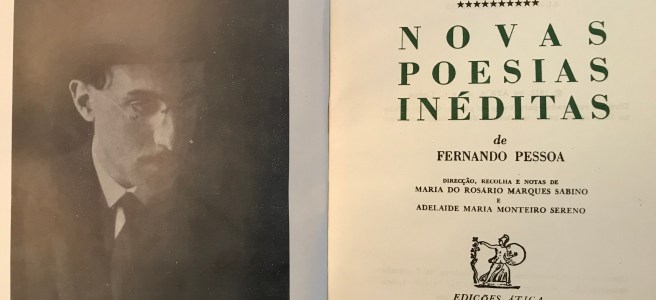 ★★★★★★★★★★
NOVAS
POESIAS
INÉDITAS
de
FERNANDO PESSOA
DIRECÇÃO, RECOLHA E NOTAS DE
MARIA DO ROSÁRIO MARQUES SABINO
E
ADELAIDE MARIA MONTEIRO SERENO
EDIÇÕES ÁTICA